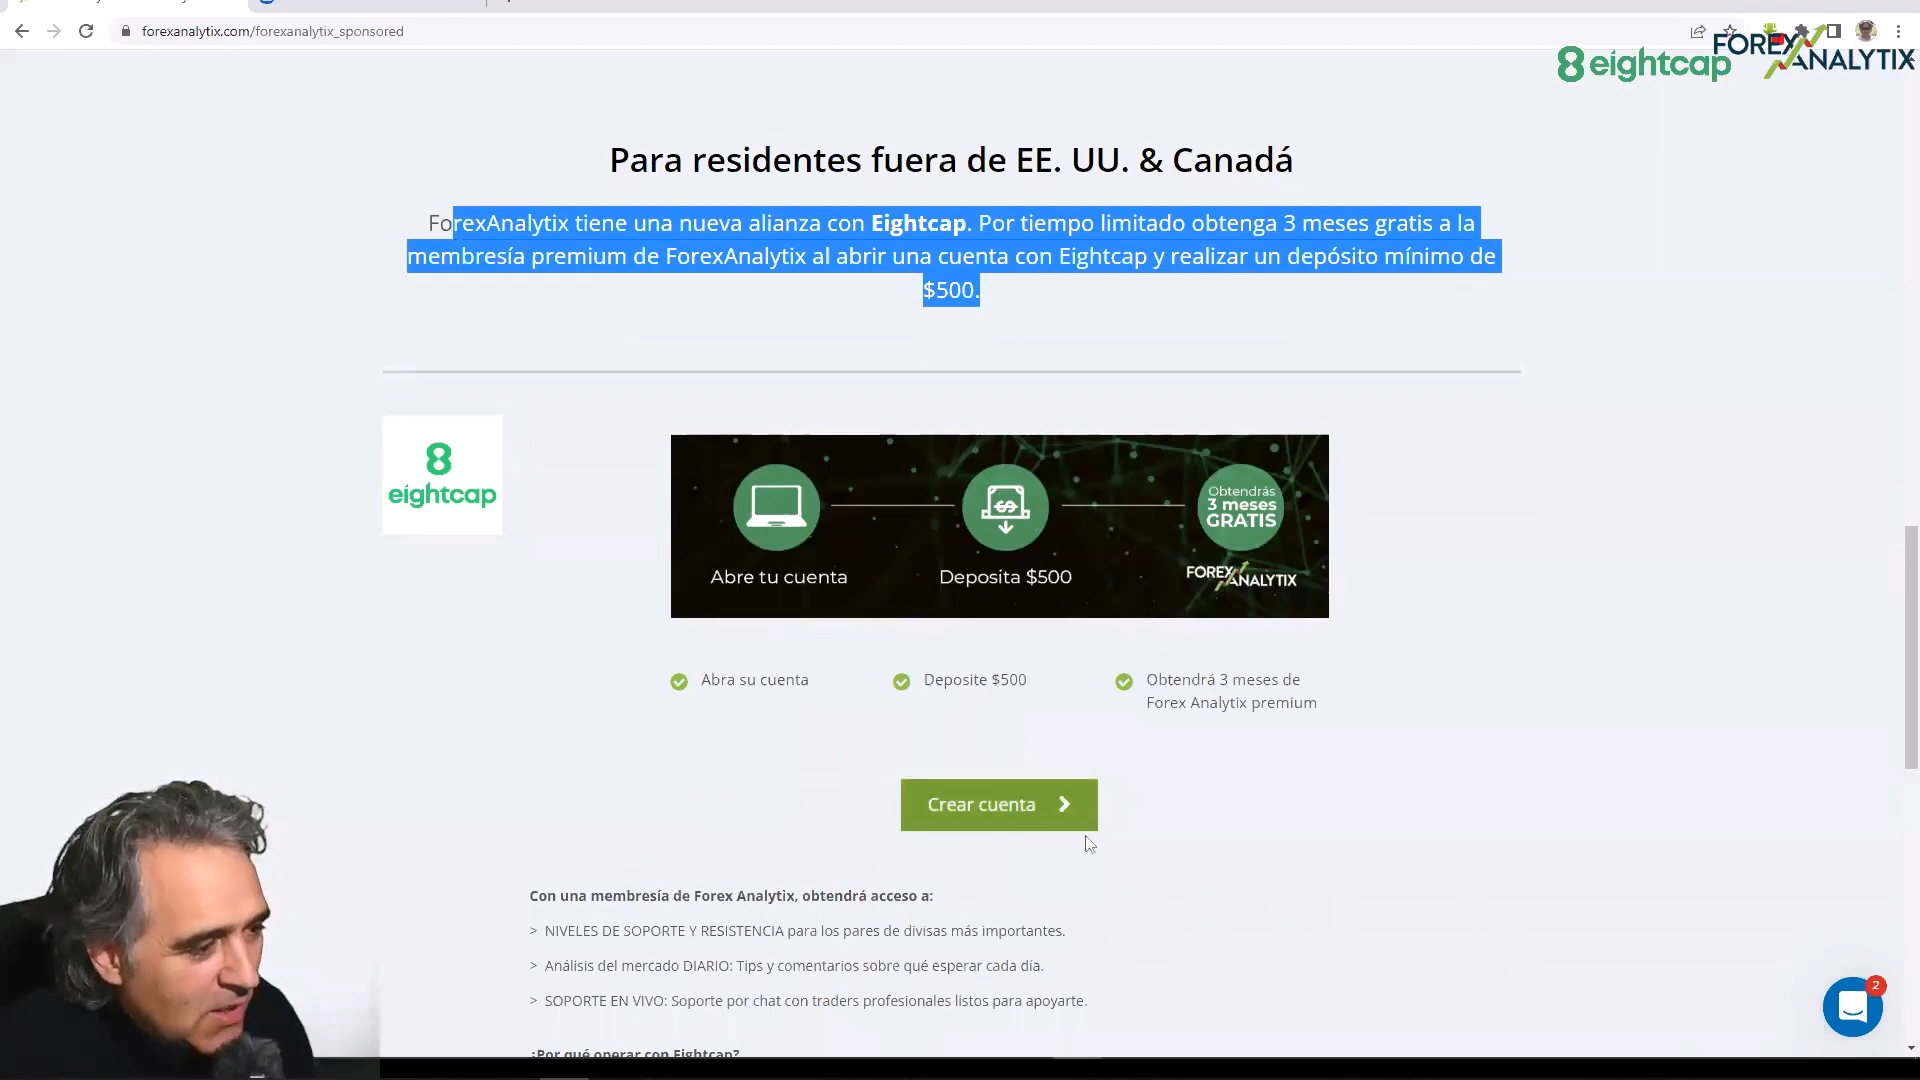 forexanalytix.com/forexanalytix_sponsored
8 eightcap
FOREX ANALYTIX
Para residentes fuera de EE. UU. & Canadá
ForexAnalytix tiene una nueva alianza con Eightcap. Por tiempo limitado obtenga 3 meses gratis a la
membresía premium de ForexAnalytix al abrir una cuenta con Eightcap y realizar un depósito mínimo de
$500.
8
eightcap
Obtendrás
3 meses
GRATIS
Abre tu cuenta
Deposita $500
FOREX ANALYTIX
Abra su cuenta
Deposite $500
Obtendrá 3 meses de
Forex Analytix premium
Crear cuenta
Con una membresía de Forex Analytix, obtendrá acceso a:
> NIVELES DE SOPORTE Y RESISTENCIA para los pares de divisas más importantes.
> Análisis del mercado DIARIO: Tips y comentarios sobre qué esperar cada día.
> SOPORTE EN VIVO: Soporte por chat con traders profesionales listos para apoyarte.
2
¿Por qué operar con Eightcap?